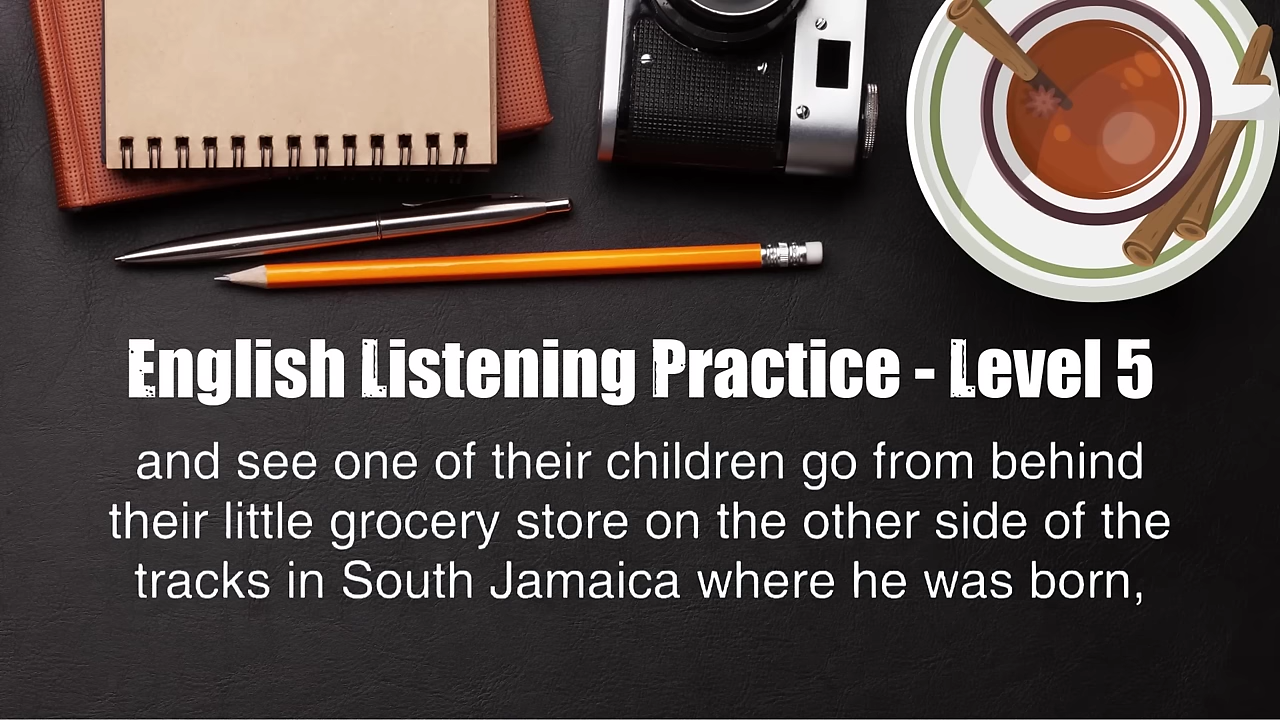 English Listening Practice - Level 5
and see one of their children go from behind
their little grocery store on the other side of the
tracks in South Jamaica where he was born,